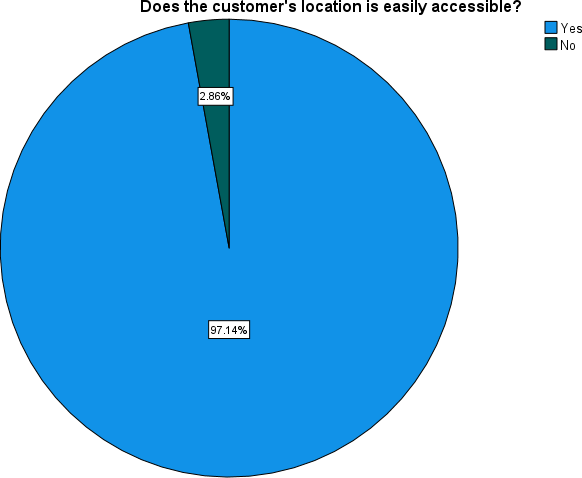 Does the customer's location is easily accessible?
Yes
No
2.86%
97.14%